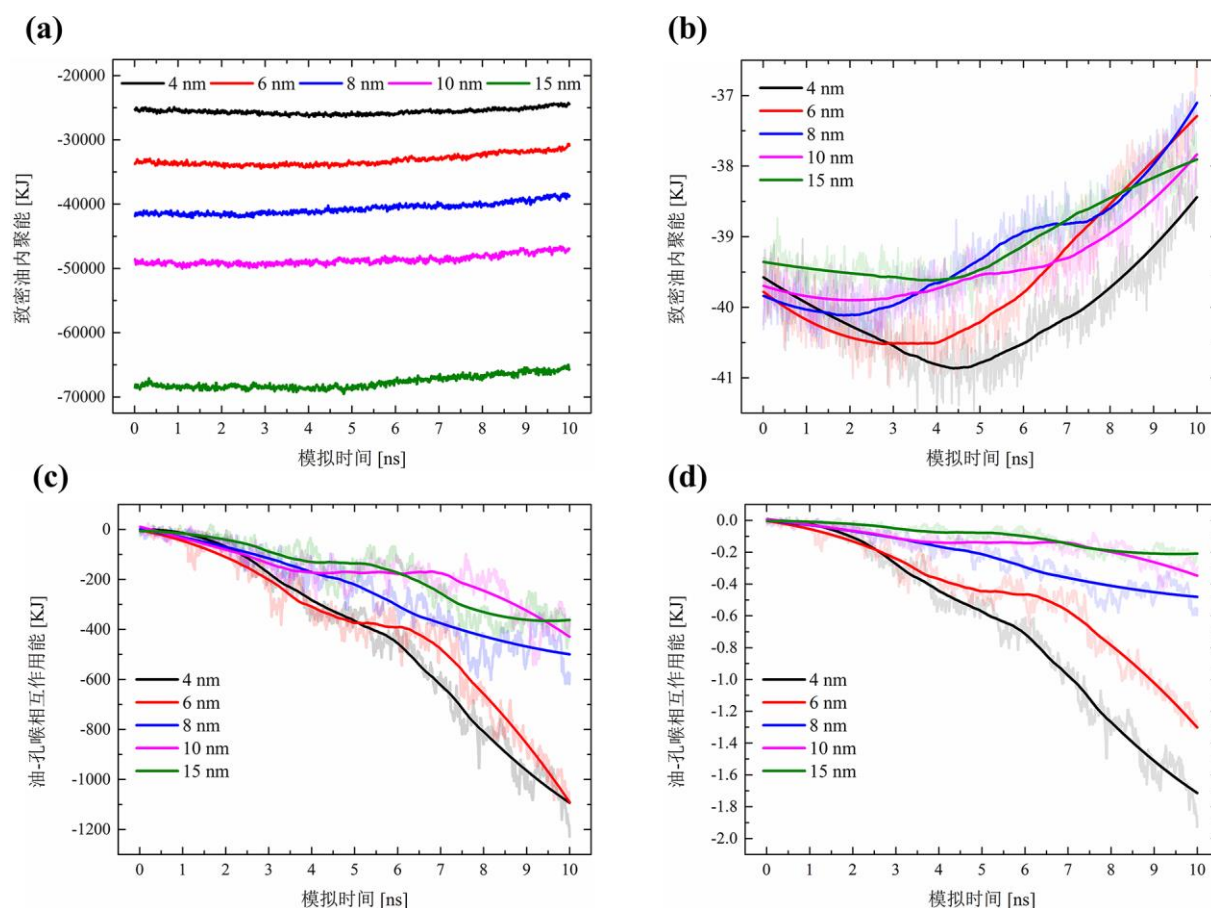 (a)
-20000
-30000
-40000
-50000
-60000
-70000
4 nm 6 nm 8 nm 10 nm 15 nm
致密油内聚能 [KJ]
0 1 2 3 4 5 6 7 8 9 10
模拟时间 [ns]
(b)
-37
-38
-39
-40
-41
4 nm
6 nm
8 nm
10 nm
15 nm
致密油内聚能 [KJ]
0 1 2 3 4 5 6 7 8 9 10
模拟时间 [ns]
(c)
0
-200
-400
-600
-800
-1000
-1200
4 nm
6 nm
8 nm
10 nm
15 nm
油-孔喉相互作用能 [KJ]
0 1 2 3 4 5 6 7 8 9 10
模拟时间 [ns]
(d)
0.0
-0.2
-0.4
-0.6
-0.8
-1.0
-1.2
-1.4
-1.6
-1.8
-2.0
4 nm
6 nm
8 nm
10 nm
15 nm
油-孔喉相互作用能 [KJ]
0 1 2 3 4 5 6 7 8 9 10
模拟时间 [ns]